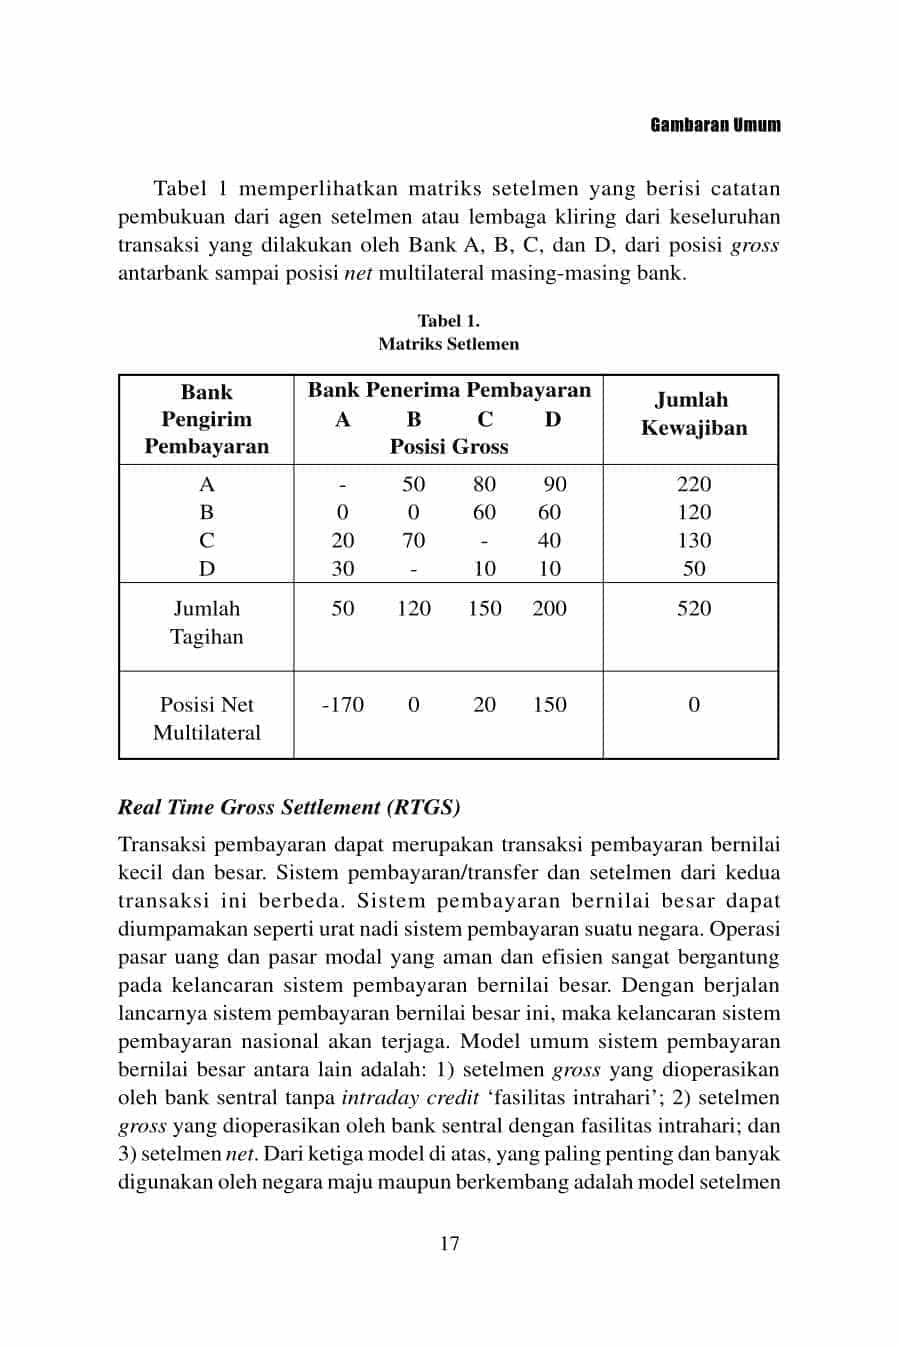 Gambaran Umum
Tabel 1 memperlihatkan matriks setelmen yang berisi catatan
pembukuan dari agen setelmen atau lembaga kliring dari keseluruhan
transaksi yang dilakukan oleh Bank A, B, C, dan D, dari posisi gross
antarbank sampai posisi net multilateral masing-masing bank.
Tabel 1.
Matriks Setlemen
Bank Pengirim Pembayaran
Bank Penerima Pembayaran
A B C D
Posisi Gross
Jumlah Kewajiban
A - 50 80 90 220
B 0 0 60 60 120
C 20 70 - 40 130
D 30 - 10 10 50
Jumlah Tagihan 50 120 150 200 520
Posisi Net Multilateral -170 0 20 150 0
Real Time Gross Settlement (RTGS)
Transaksi pembayaran dapat merupakan transaksi pembayaran bernilai
kecil dan besar. Sistem pembayaran/transfer dan setelmen dari kedua
transaksi ini berbeda. Sistem pembayaran bernilai besar dapat
diumpamakan seperti urat nadi sistem pembayaran suatu negara. Operasi
pasar uang dan pasar modal yang aman dan efisien sangat bergantung
pada kelancaran sistem pembayaran bernilai besar. Dengan berjalan
lancarnya sistem pembayaran bernilai besar ini, maka kelancaran sistem
pembayaran nasional akan terjaga. Model umum sistem pembayaran
bernilai besar antara lain adalah: 1) setelmen gross yang dioperasikan
oleh bank sentral tanpa intraday credit ‘fasilitas intrahari’; 2) setelmen
gross yang dioperasikan oleh bank sentral dengan fasilitas intrahari; dan
3) setelmen net. Dari ketiga model di atas, yang paling penting dan banyak
digunakan oleh negara maju maupun berkembang adalah model setelmen
17